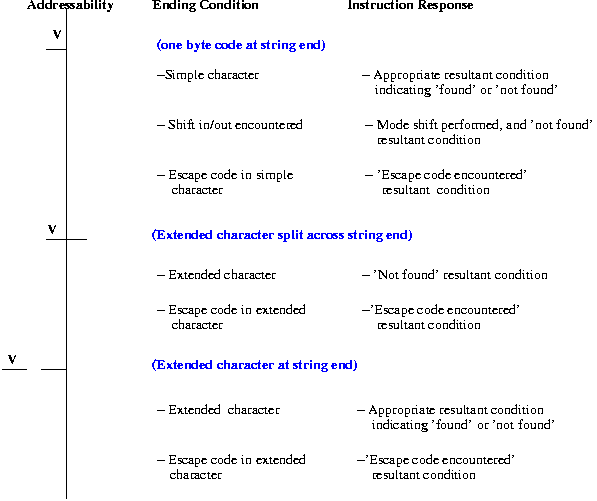 Addressability Ending Condition Instruction Response
V
(one byte code at string end)
–Simple character – Appropriate resultant condition
indicating 'found' or 'not found'
– Shift in/out encountered – Mode shift performed, and 'not found'
resultant condition
– Escape code in simple – 'Escape code encountered'
character resultant condition
V
(Extended character split across string end)
– Extended character – 'Not found' resultant condition
– Escape code in extended –'Escape code encountered'
character resultant condition
V
(Extended character at string end)
– Extended character – Appropriate resultant condition
indicating 'found' or 'not found'
– Escape code in extended –'Escape code encountered'
character resultant condition